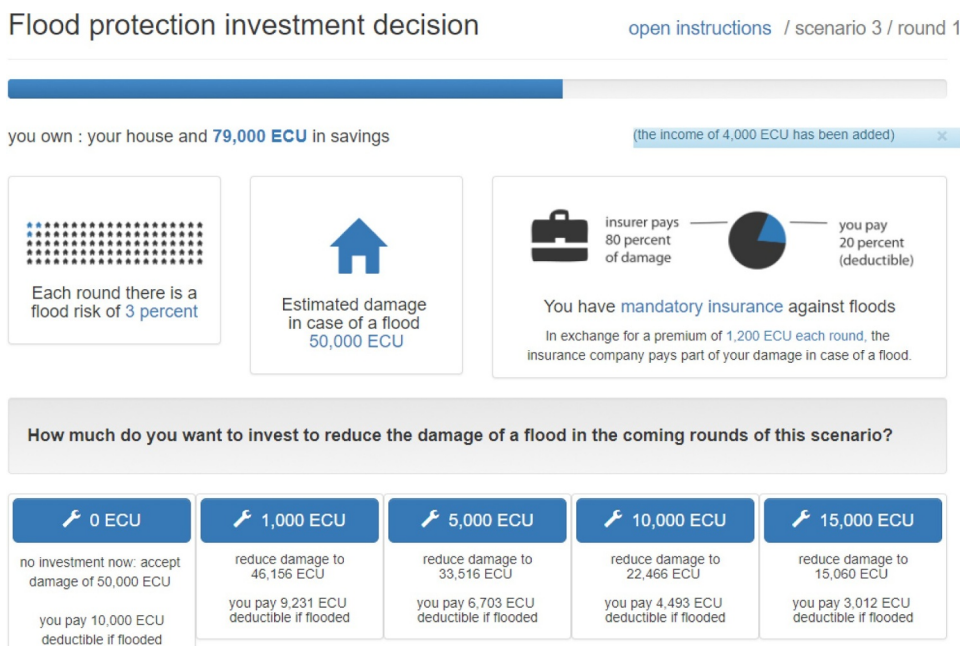 Flood protection investment decision
open instructions / scenario 3 / round 1
you own : your house and 79,000 ECU in savings
(the income of 4,000 ECU has been added) ×
Each round there is a
flood risk of 3 percent
Estimated damage
in case of a flood
50,000 ECU
insurer pays
80 percent
of damage
you pay
20 percent
(deductible)
You have mandatory insurance against floods
In exchange for a premium of 1,200 ECU each round, the
insurance company pays part of your damage in case of a flood.
How much do you want to invest to reduce the damage of a flood in the coming rounds of this scenario?
0 ECU
no investment now: accept
damage of 50,000 ECU
you pay 10,000 ECU
deductible if flooded
1,000 ECU
reduce damage to
46,156 ECU
you pay 9,231 ECU
deductible if flooded
5,000 ECU
reduce damage to
33,516 ECU
you pay 6,703 ECU
deductible if flooded
10,000 ECU
reduce damage to
22,466 ECU
you pay 4,493 ECU
deductible if flooded
15,000 ECU
reduce damage to
15,060 ECU
you pay 3,012 ECU
deductible if flooded